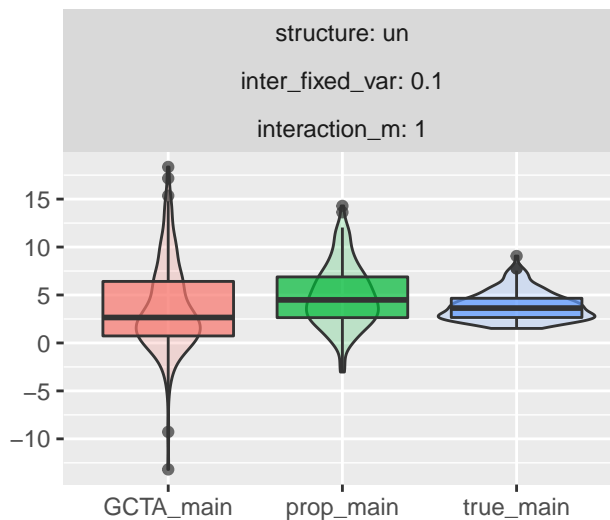 structure: un
inter_fixed_var: 0.1
interaction_m: 1
15
10
5
0
−5
−10
GCTA_main prop_main true_main